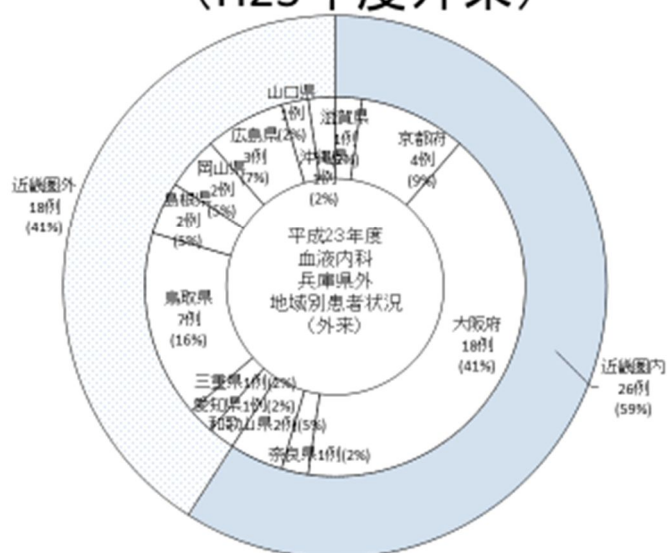 (H23年度外来)
山口県
1例
(2%)
滋賀県
1例
広島県
3例
(7%)
沖縄県
1例
(2%)
京都府
4例
(9%)
岡山県
2例
(5%)
島根県
2例
(5%)
近畿圏外
18例
(41%)
平成23年度
血液内科
兵庫県外
地域別患者状況
(外来)
鳥取県
7例
(16%)
大阪府
18例
(41%)
近畿圏内
26例
(59%)
三重県1例(2%)
愛知県1例(2%)
和歌山県2例(5%)
奈良県1例(2%)